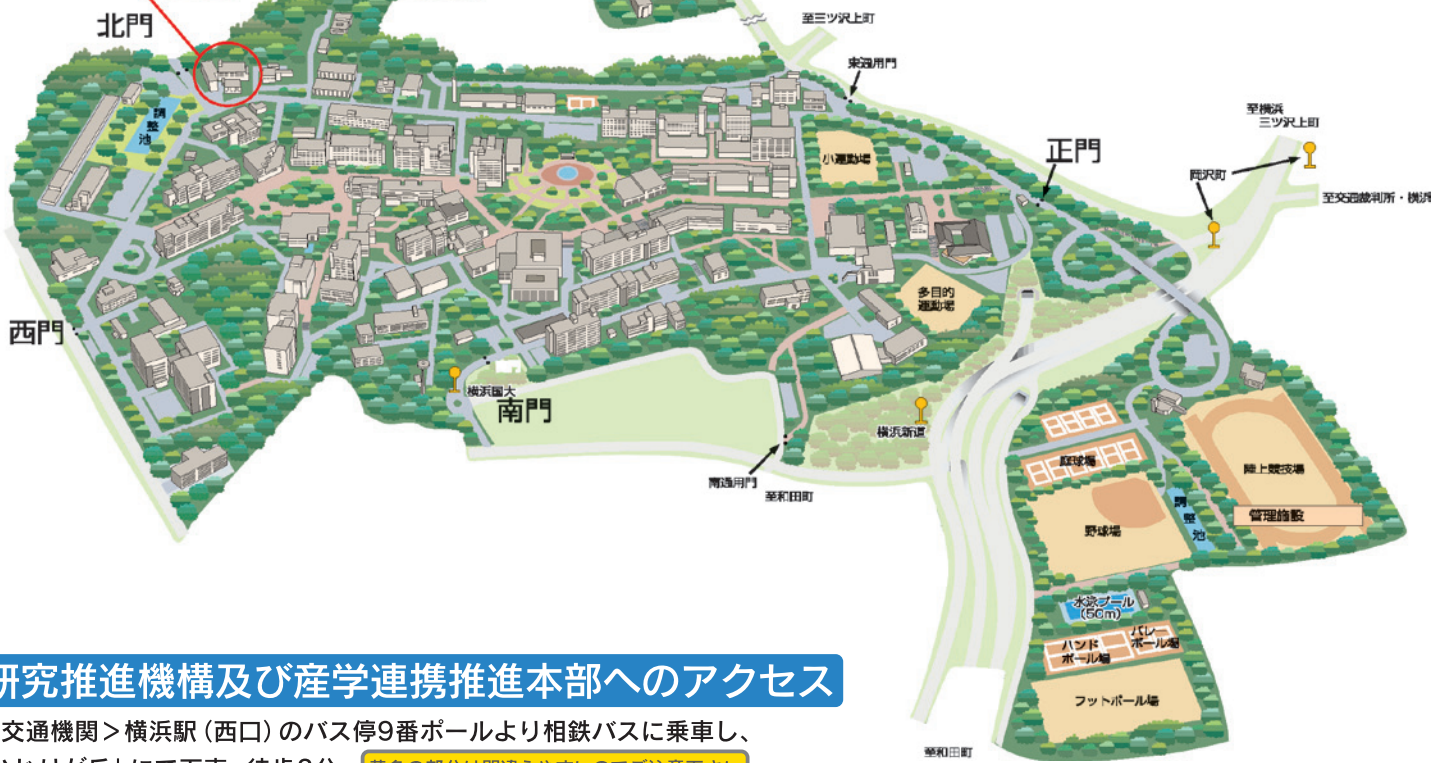 至三ツ沢上町
北門
東通用門
至横浜
三ツ沢上町
調整池
正門
小運動場
岡沢町
至交通裁判所・横浜
多目的
運動場
西門
横浜国大
南門
横浜新道
庭球場
陸上競技場
南通用門
至和田町
調整池
管理施設
野球場
水泳プール
(50m)
バレー
ボール場
ハンド
ボール場
フットボール場
至和田町
研究推進機構及び産学連携推進本部へのアクセス
交通機関>横浜駅(西口)のバス停9番ポールより相鉄バスに乗車し、